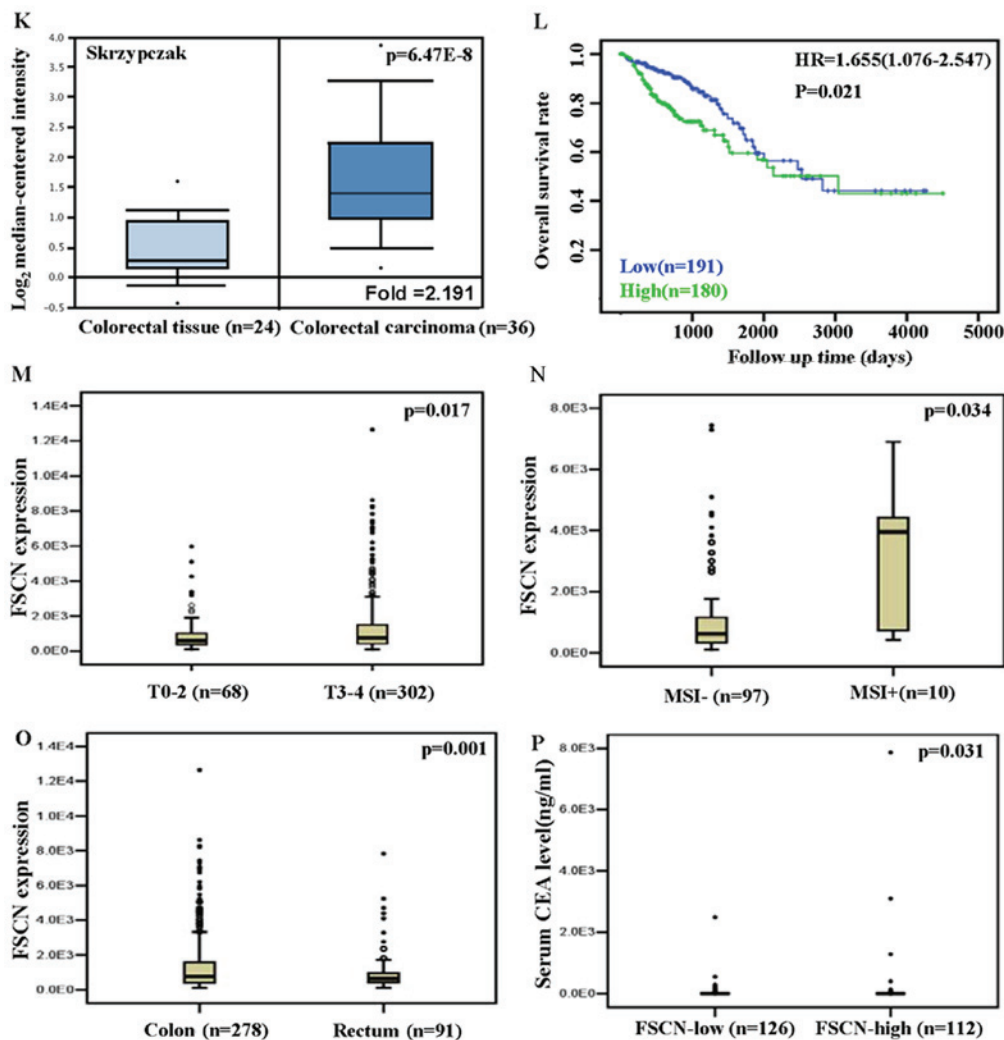 K
Log2 median-centered intensity
4.0
3.5
3.0
2.5
2.0
1.5
1.0
0.5
0.0
-0.5
Skrzypczak
p=6.47E-8
Fold =2.191
Colorectal tissue (n=24)
Colorectal carcinoma (n=36)
L
Overall survival rate
1.0
0.8
0.6
0.4
0.2
HR=1.655(1.076-2.547)
P=0.021
Low(n=191)
High(n=180)
1000
2000
3000
4000
5000
Follow up time (days)
M
FSCN expression
1.4E4
1.2E4
1.0E4
8.0E3
6.0E3
4.0E3
2.0E3
0.0E0
p=0.017
T0-2 (n=68)
T3-4 (n=302)
N
FSCN expression
8.0E3
6.0E3
4.0E3
2.0E3
0.0E0
p=0.034
MSI- (n=97)
MSI+(n=10)
O
FSCN expression
1.4E4
1.2E4
1.0E4
8.0E3
6.0E3
4.0E3
2.0E3
0.0E0
p=0.001
Colon (n=278)
Rectum (n=91)
P
Serum CEA level(ng/ml)
8.0E3
6.0E3
4.0E3
2.0E3
0.0E0
p=0.031
FSCN-low (n=126)
FSCN-high (n=112)